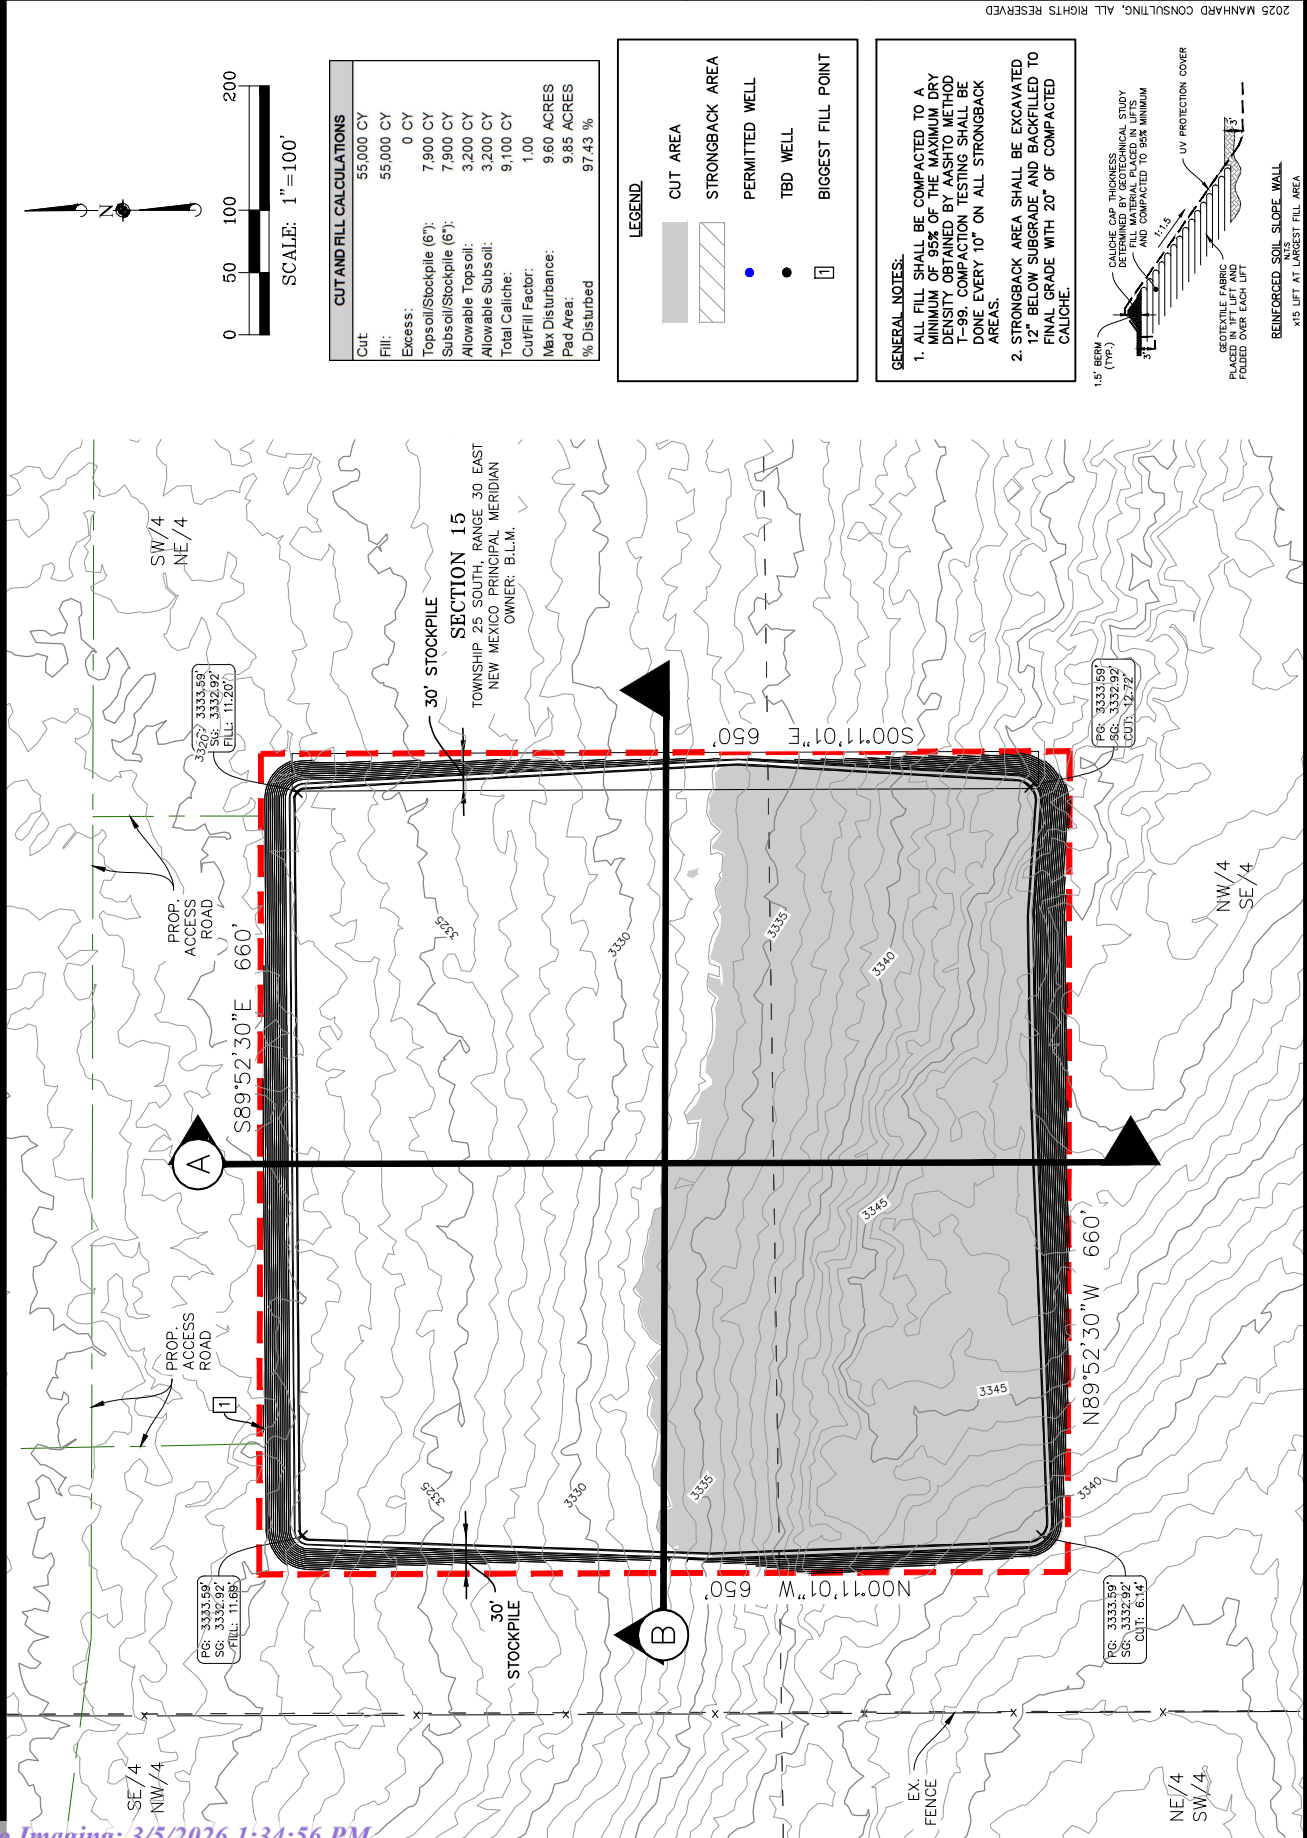 2025 MANHARD CONSULTING, ALL RIGHTS RESERVED
0 50 100 200
SCALE: 1"=100'
N
CUT AND FILL CALCULATIONS
Cut: 55,000 CY
Fill: 55,000 CY
Excess: 0 CY
Topsoil/Stockpile (6"): 7,900 CY
Subsoil/Stockpile (6"): 7,900 CY
Allowable Topsoil: 3,200 CY
Allowable Subsoil: 3,200 CY
Total Caliche: 9,100 CY
Cut/Fill Factor: 1.00
Max Disturbance: 9.60 ACRES
Pad Area: 9.85 ACRES
% Disturbed 97.43 %
LEGEND
CUT AREA
STRONGBACK AREA
PERMITTED WELL
TBD WELL
1 BIGGEST FILL POINT
GENERAL NOTES:
1. ALL FILL SHALL BE COMPACTED TO A
MINIMUM OF 95% OF THE MAXIMUM DRY
DENSITY OBTAINED BY AASHTO METHOD
T-99. COMPACTION TESTING SHALL BE
DONE EVERY 10" ON ALL STRONGBACK
AREAS.
2. STRONGBACK AREA SHALL BE EXCAVATED
12" BELOW SUBGRADE AND BACKFILLED TO
FINAL GRADE WITH 20" OF COMPACTED
CALICHE.
1.5' BERM
(TYP.)
CALICHE CAP THICKNESS
DETERMINED BY GEOTECHNICAL STUDY
FILL MATERIAL PLACED IN LIFTS
AND COMPACTED TO 95% MINIMUM
UV PROTECTION COVER
1:1.5
3'
3'
GEOTEXTILE FABRIC
PLACED IN 1FT LIFT AND
FOLDED OVER EACH LIFT
REINFORCED SOIL SLOPE WALL
N.T.S
x15 LIFT AT LARGEST FILL AREA
SW/4
NE/4
SECTION 15
TOWNSHIP 25 SOUTH, RANGE 30 EAST
NEW MEXICO PRINCIPAL MERIDIAN
OWNER: B.L.M.
30' STOCKPILE
3320
PG: 3333.59'
SG: 3332.92'
FILL: 11.20'
PG: 3333.59'
SG: 3332.92'
CUT: 12.72'
S00°11'01"E 650'
PROP.
ACCESS
ROAD
S89°52'30"E 660'
3325
3330
3335
3340
NW/4
SE/4
A
3345
PROP.
ACCESS
ROAD
1
N89°52'30"W 660'
3345
3325
3330
3335
3340
PG: 3333.59'
SG: 3332.92'
FILL: 11.69'
30'
STOCKPILE
B
N00°11'01"W 650'
PG: 3333.59'
SG: 3332.92'
CUT: 6.14'
SE/4
NW/4
x x x x x x x x
EX.
FENCE
NE/4
SW/4
Imaging: 3/5/2026 1:34:56 PM